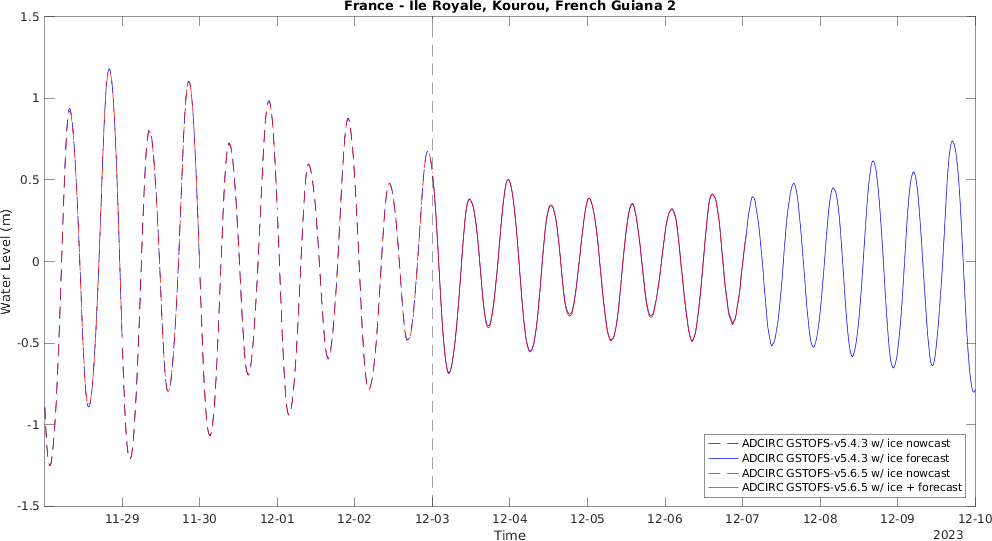 France - Ile Royale, Kourou, French Guiana 2
1.5
1
0.5
0
-0.5
-1
-1.5
Water Level (m)
11-29 11-30 12-01 12-02 12-03 12-04 12-05 12-06 12-07 12-08 12-09 12-10
Time
2023
ADCIRC GSTOFS-v5.4.3 w/ ice nowcast
ADCIRC GSTOFS-v5.4.3 w/ ice forecast
ADCIRC GSTOFS-v5.6.5 w/ ice nowcast
ADCIRC GSTOFS-v5.6.5 w/ ice + forecast